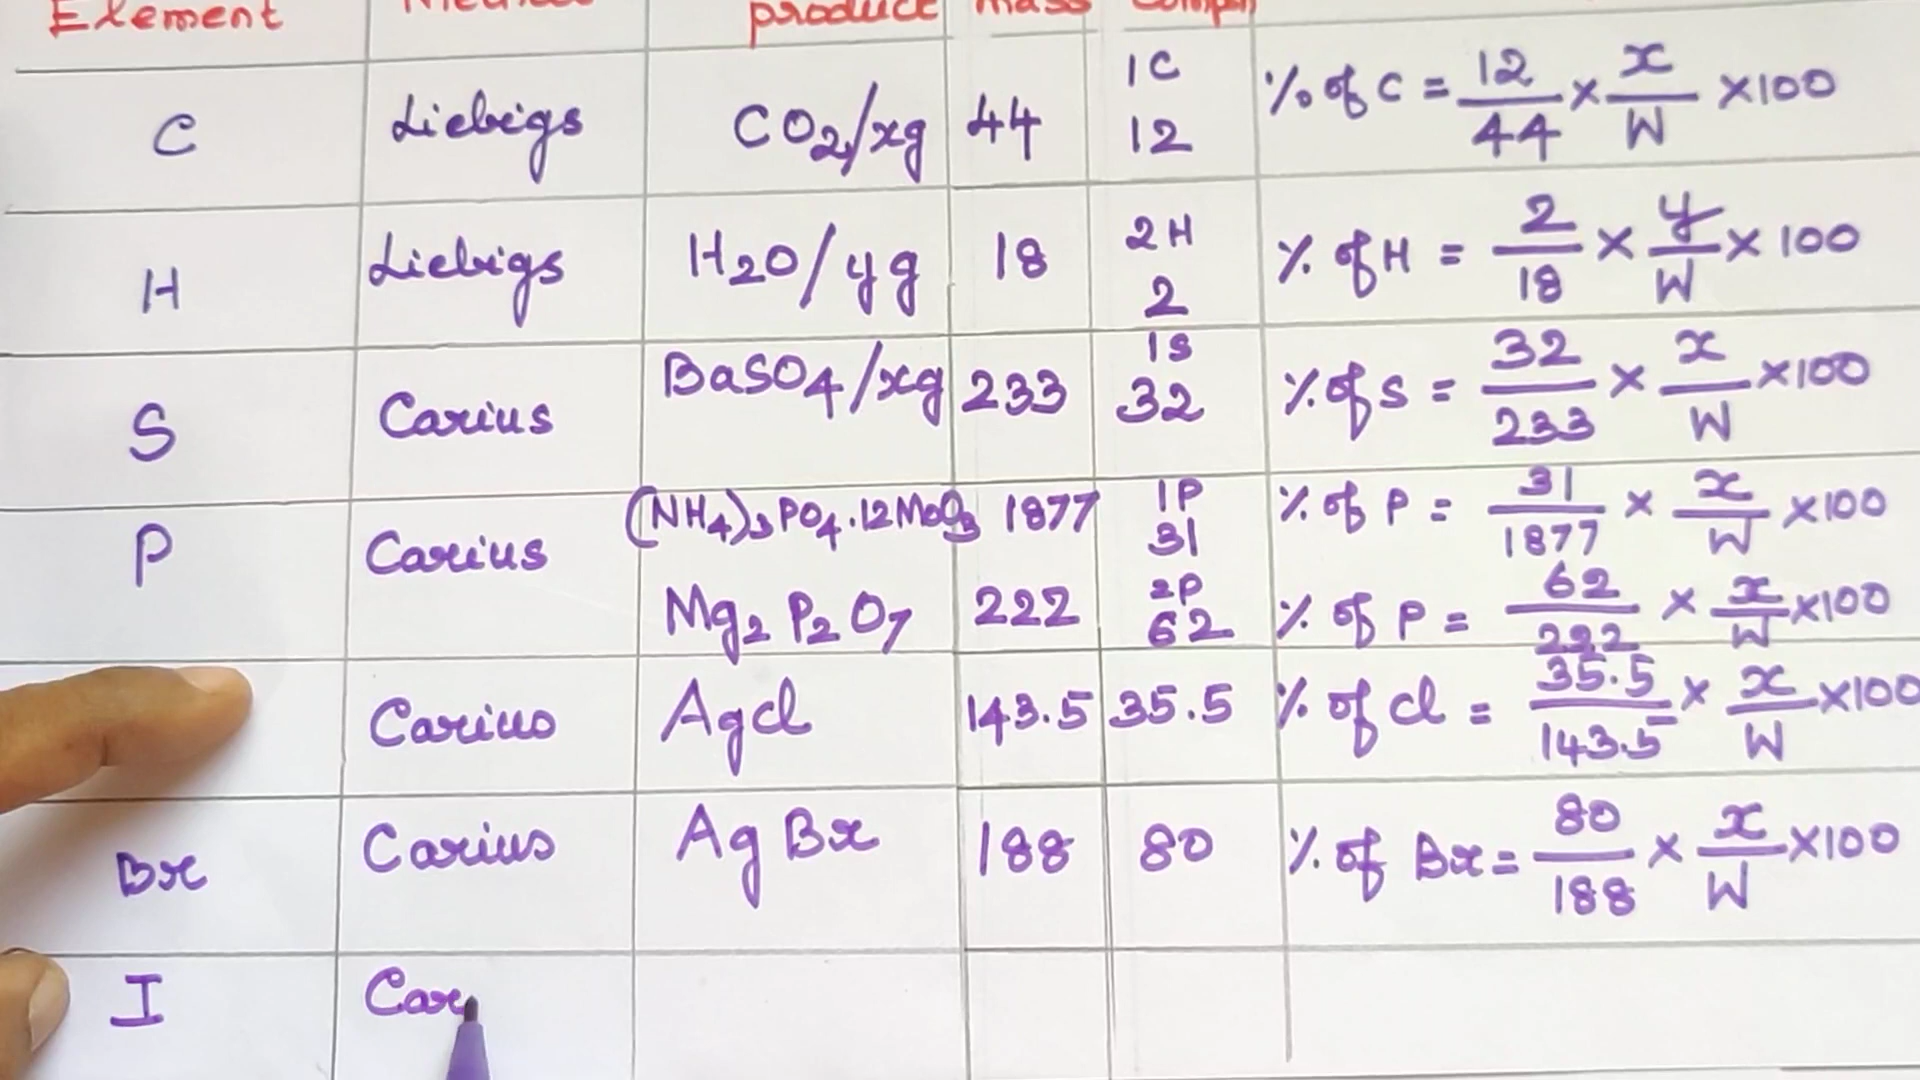 Element Method product mass Compn
C Liebigs CO2/xg 44 1C 12 % of C = 12/44 × x/W × 100
H Liebigs H2O/yg 18 2H 2 % of H = 2/18 × y/W × 100
S Carius BaSO4/xg 233 1S 32 % of S = 32/233 × x/W × 100
P Carius (NH4)3PO4.12MoO3 1877 1P 31 % of P = 31/1877 × x/W × 100
Mg2P2O7 222 2P 62 % of P = 62/222 × x/W × 100
Carius AgCl 143.5 35.5 % of Cl = 35.5/143.5 × x/W × 100
Br Carius AgBr 188 80 % of Br = 80/188 × x/W × 100
I Car